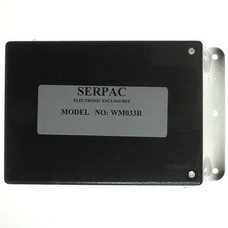 SERPAC
ELECTRONIC ENCLOSURES
MODEL NO: WM033R